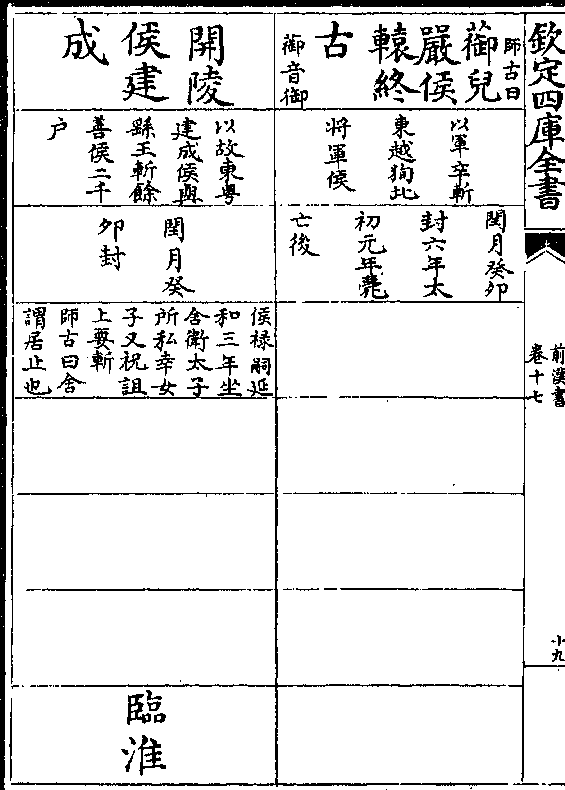 欽定四庫全書
前漢書
卷十七
十九
師古曰
蓹音御
蓹兒
嚴侯
轅終
古
以軍卒斬
東越狥北
將軍侯
閏月癸卯
封六年太
初元年薨
亡後
開陵
侯建
成
以故東粤
建成侯與
繇王斬餘
善侯二千
户
閏月癸
夘封
侯祿嗣延
和三年坐
舍衛太子
所私幸女
子又祝詛
上要斬
師古曰舍
謂居止也
臨
淮